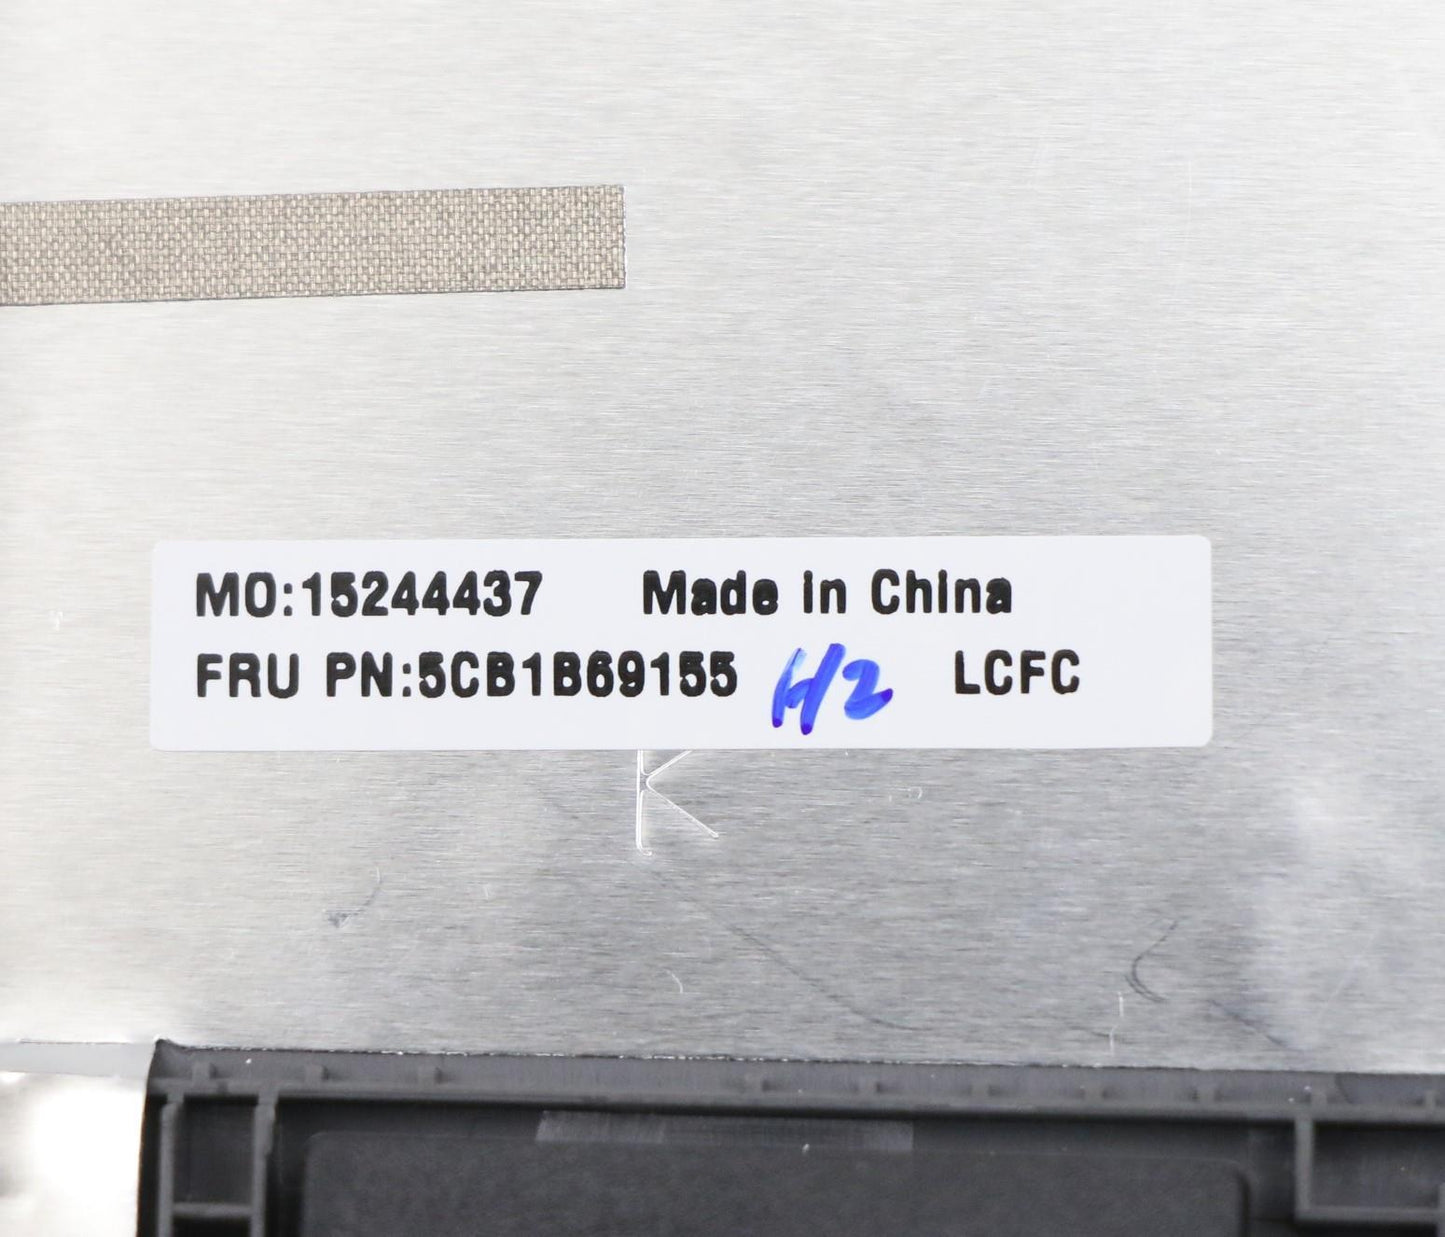 MO:15244437 Made in China
FRU PN:5CB1B69155 H2 LCFC
K